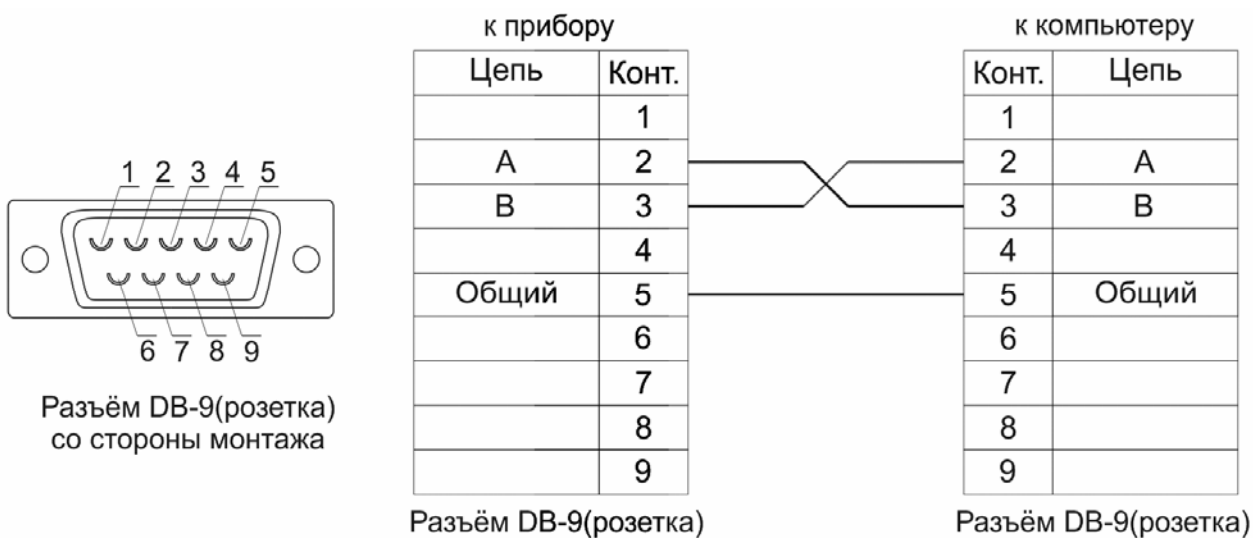 к прибору
к компьютеру
Цепь Конт.
Конт. Цепь
1
1
A 2
2 A
B 3
3 B
4
4
Общий 5
5 Общий
6
6
7
7
8
8
9
9
1 2 3 4 5
6 7 8 9
Разъём DB-9(розетка)
со стороны монтажа
Разъём DB-9(розетка)
Разъём DB-9(розетка)